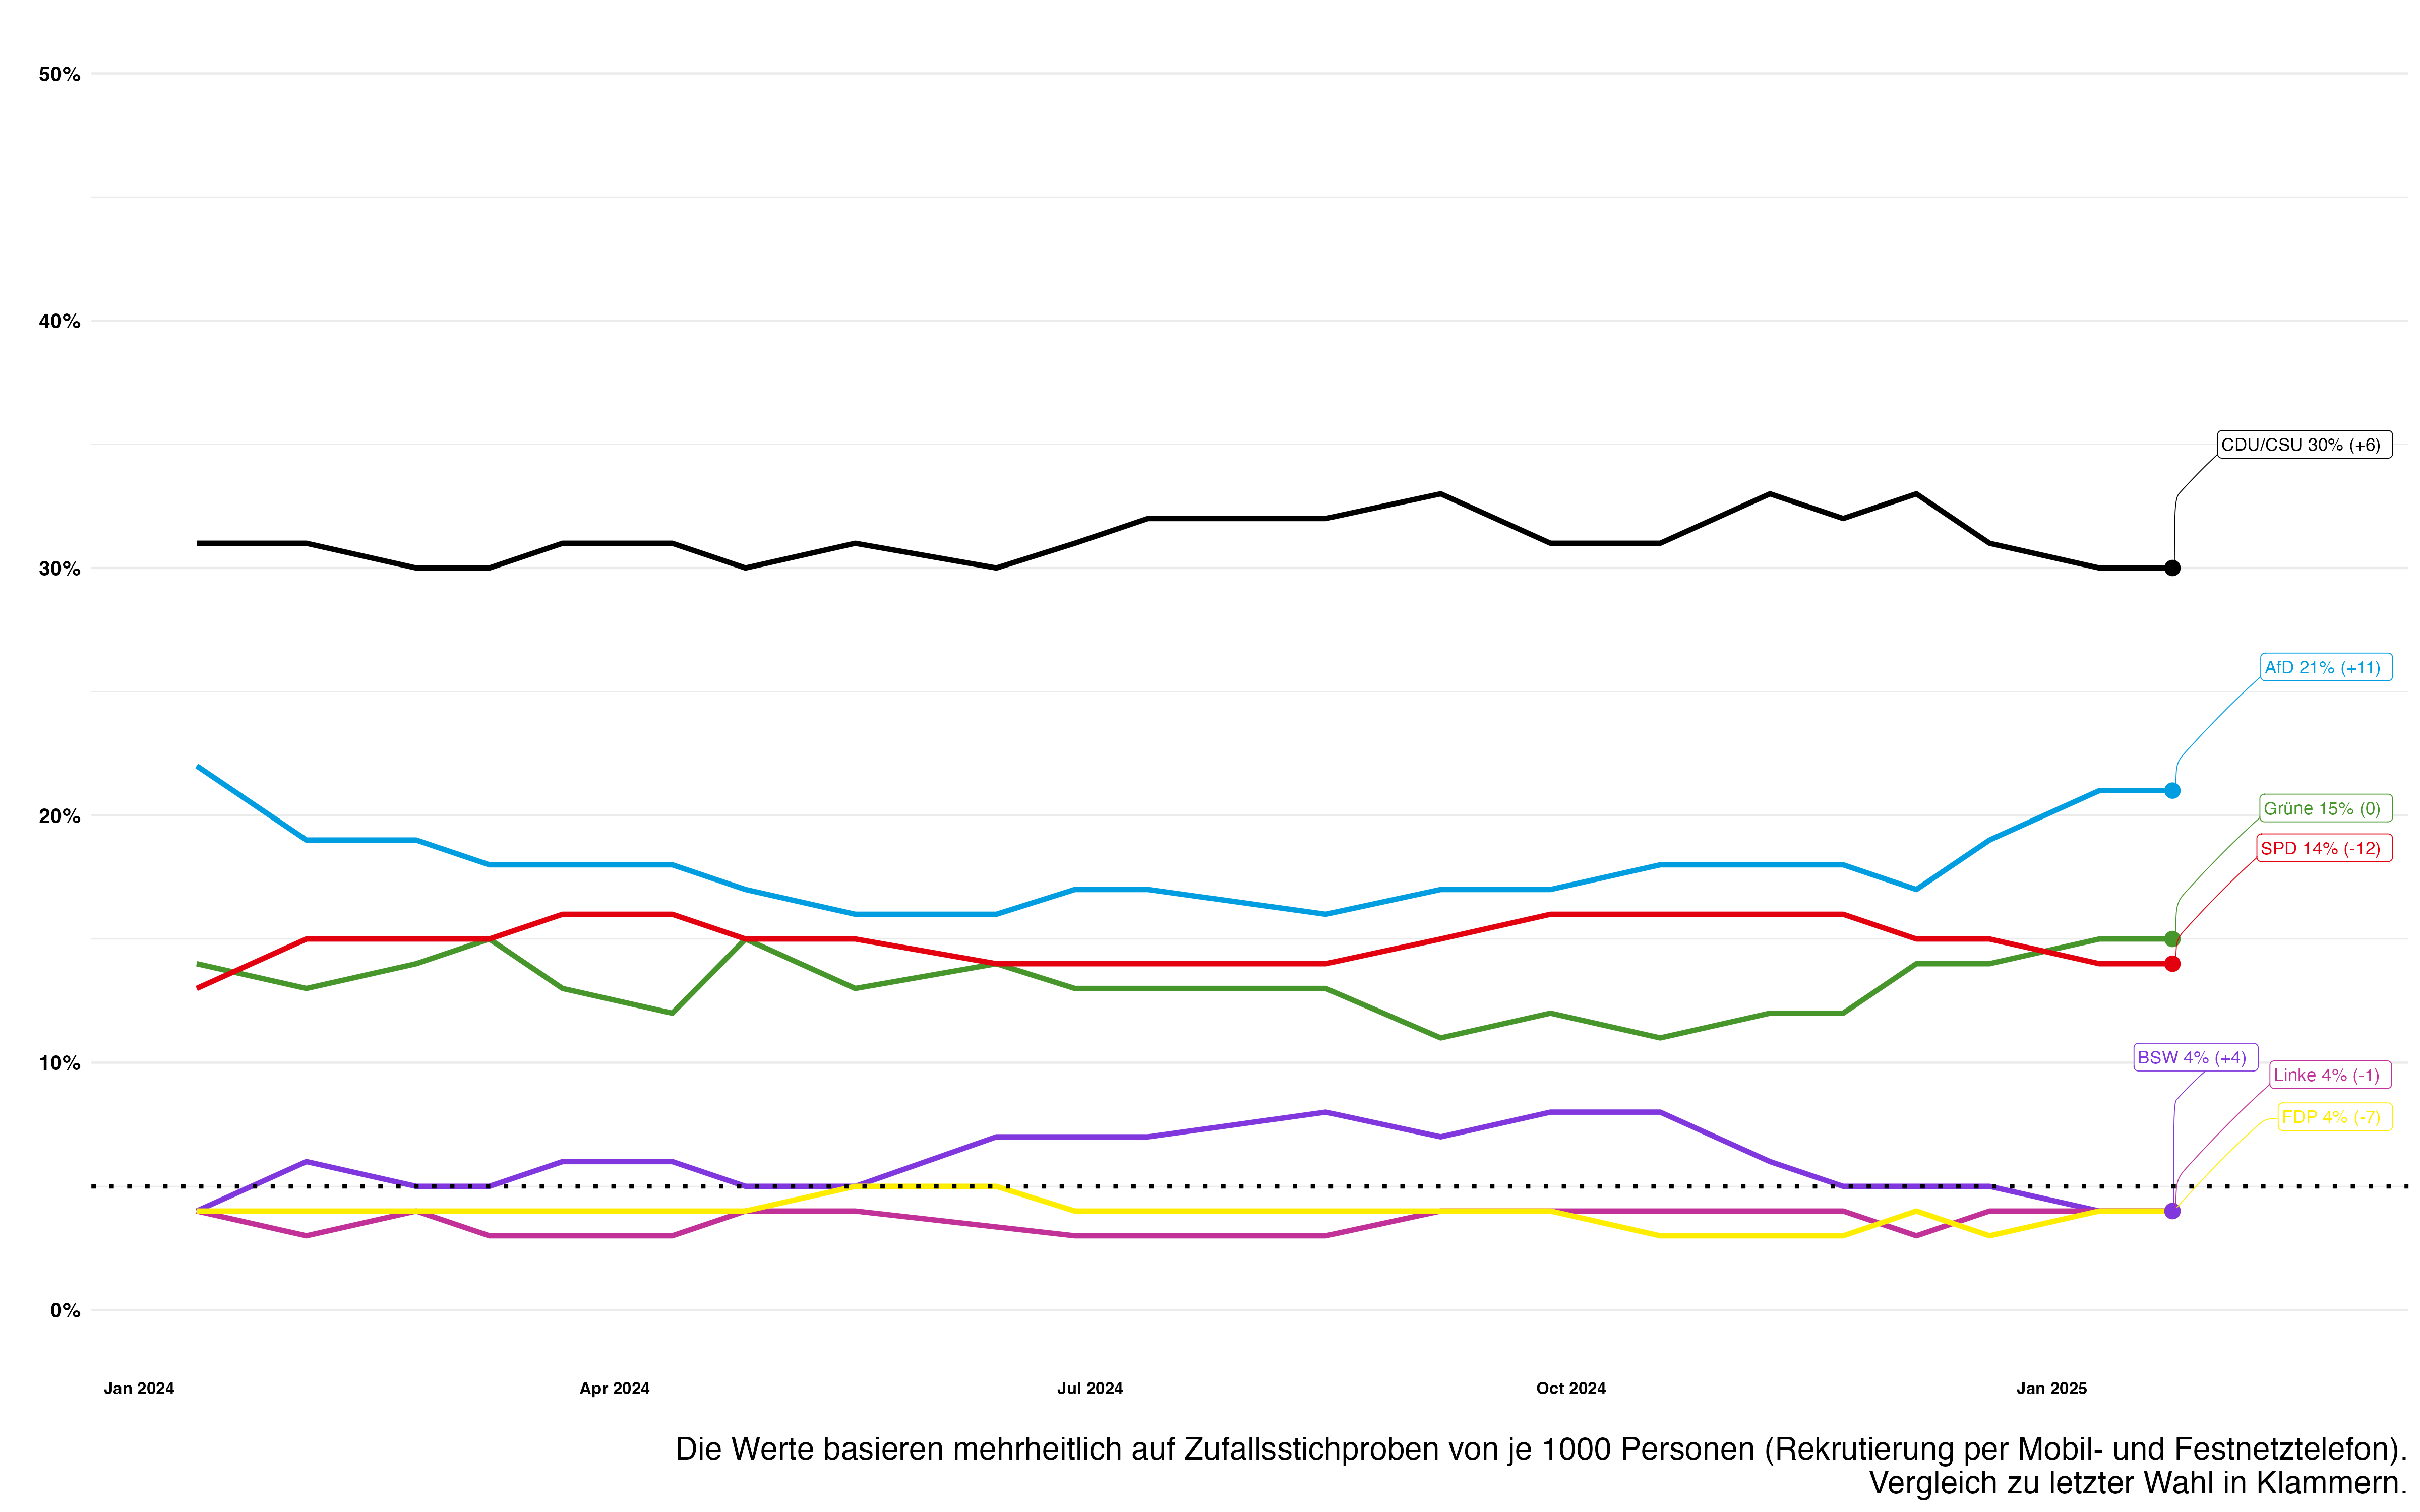 50%
40%
CDU/CSU 30% (+6)
30%
AfD 21% (+11)
Grüne 15% (0)
20%
SPD 14% (-12)
BSW 4% (+4)
10%
Linke 4% (-1)
FDP 4% (-7)
0%
Jan 2024 Apr 2024 Jul 2024 Oct 2024 Jan 2025
Die Werte basieren mehrheitlich auf Zufallsstichproben von je 1000 Personen (Rekrutierung per Mobil- und Festnetztelefon).
Vergleich zu letzter Wahl in Klammern.